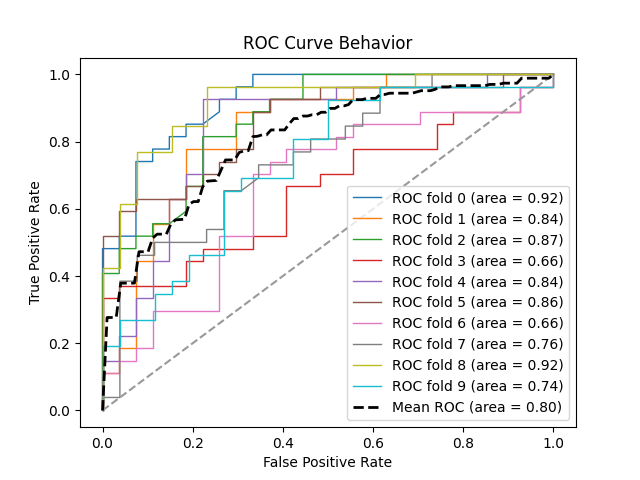 ROC Curve Behavior
True Positive Rate
1.0
0.8
0.6
0.4
0.2
0.0
ROC fold 0 (area = 0.92)
ROC fold 1 (area = 0.84)
ROC fold 2 (area = 0.87)
ROC fold 3 (area = 0.66)
ROC fold 4 (area = 0.84)
ROC fold 5 (area = 0.86)
ROC fold 6 (area = 0.66)
ROC fold 7 (area = 0.76)
ROC fold 8 (area = 0.92)
ROC fold 9 (area = 0.74)
Mean ROC (area = 0.80)
0.0 0.2 0.4 0.6 0.8 1.0
False Positive Rate